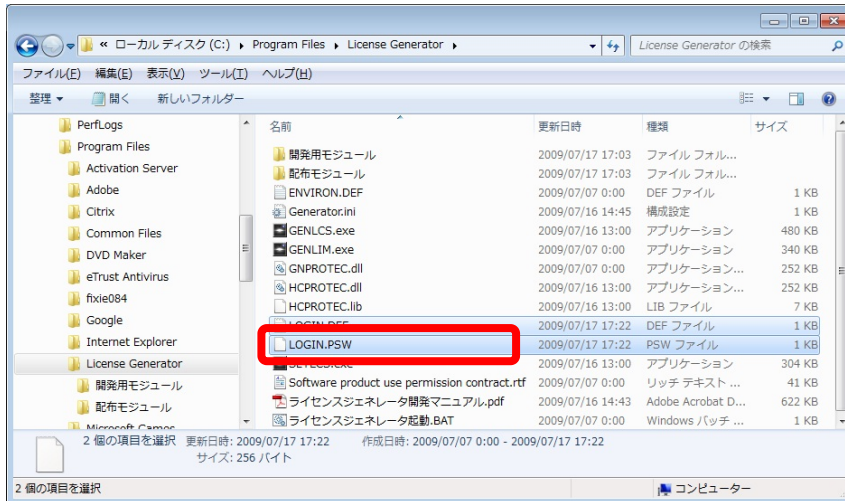 « ローカル ディスク (C:) ▸ Program Files ▸ License Generator ▸
License Generator の検索
ファイル(F) 編集(E) 表示(V) ツール(T) ヘルプ(H)
整理 ▼ 開く 新しいフォルダー
PerfLogs
Program Files
Activation Server
Adobe
Citrix
Common Files
DVD Maker
eTrust Antivirus
fixie084
Google
Internet Explorer
License Generator
開発用モジュール
配布モジュール
Microsoft Games
名前 更新日時 種類 サイズ
開発用モジュール 2009/07/17 17:03 ファイル フォル...
配布モジュール 2009/07/17 17:03 ファイル フォル...
ENVIRON.DEF 2009/07/07 0:00 DEF ファイル 1 KB
Generator.ini 2009/07/16 14:45 構成設定 1 KB
GENLCS.exe 2009/07/16 13:00 アプリケーション 480 KB
GENLIM.exe 2009/07/07 0:00 アプリケーション 340 KB
GNPROTEC.dll 2009/07/07 0:00 アプリケーション... 252 KB
HCPROTEC.dll 2009/07/16 13:00 アプリケーション... 252 KB
HCPROTEC.lib 2009/07/16 13:00 LIB ファイル 7 KB
LOGIN.DEF 2009/07/17 17:22 DEF ファイル 1 KB
LOGIN.PSW 2009/07/17 17:22 PSW ファイル 1 KB
2009/07/16 13:00 アプリケーション 304 KB
Software product use permission contract.rtf 2009/07/07 0:00 リッチ テキスト ... 41 KB
ライセンスジェネレータ開発マニュアル.pdf 2009/07/16 14:43 Adobe Acrobat D... 622 KB
ライセンスジェネレータ起動.BAT 2009/07/07 0:00 Windows バッチ ... 1 KB
2 個の項目を選択 更新日時: 2009/07/17 17:22 作成日時: 2009/07/07 0:00 - 2009/07/17 17:22
サイズ: 256 バイト
2 個の項目を選択 コンピューター